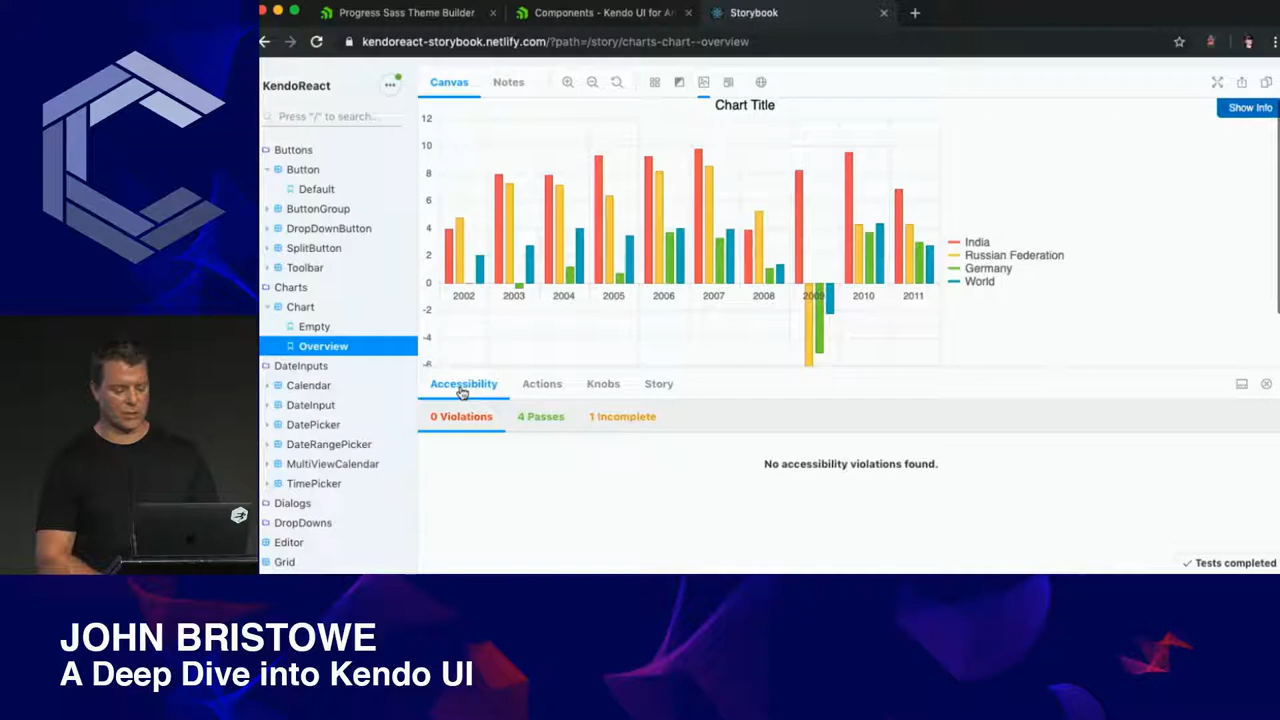 Progress Sass Theme Builder
Components - Kendo UI for A
Storybook
kendoreact-storybook.netlify.com/?path=/story/charts-chart--overview
KendoReact
Press "/" to search...
Buttons
Button
Default
ButtonGroup
DropDownButton
SplitButton
Toolbar
Charts
Chart
Empty
Overview
DateInputs
Calendar
DateInput
DatePicker
DateRangePicker
MultiViewCalendar
TimePicker
Dialogs
DropDowns
Editor
Grid
Canvas
Notes
Show Info
Chart Title
12
10
8
6
4
2
0
-2
-4
-6
2002 2003 2004 2005 2006 2007 2008 2009 2010 2011
India
Russian Federation
Germany
World
Accessibility Actions Knobs Story
0 Violations 4 Passes 1 Incomplete
No accessibility violations found.
Tests completed
JOHN BRISTOWE
A Deep Dive into Kendo UI